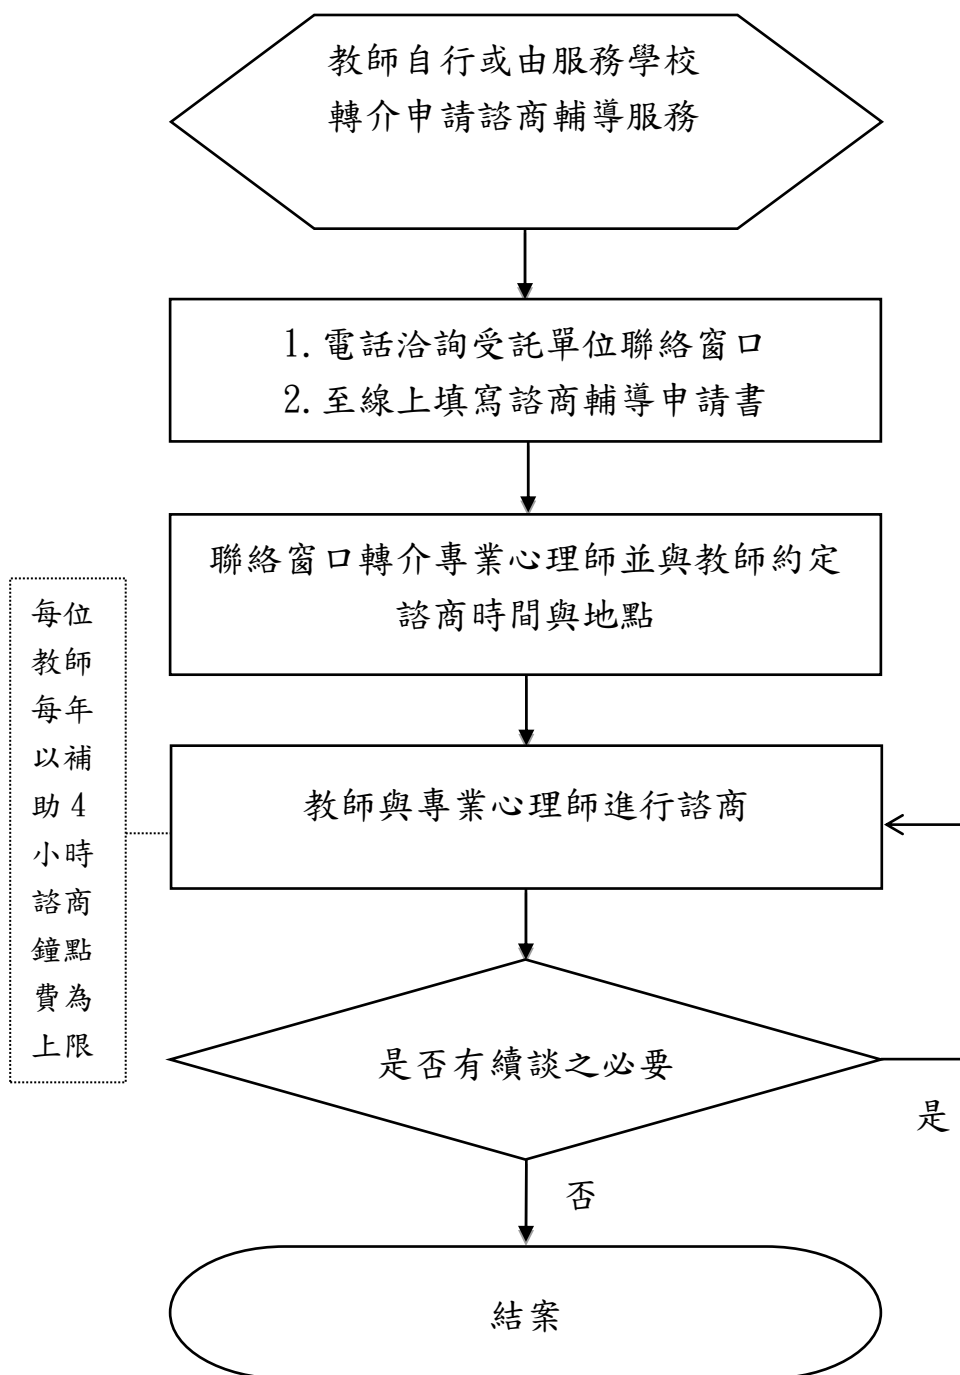 教師自行或由服務學校
轉介申請諮商輔導服務
1.電話洽詢受託單位聯絡窗口
2.至線上填寫諮商輔導申請書
聯絡窗口轉介專業心理師並與教師約定
諮商時間與地點
每位
教師
每年
以補
助4
小時
諮商
鐘點
費為
上限
教師與專業心理師進行諮商
是否有續談之必要
是
否
結案